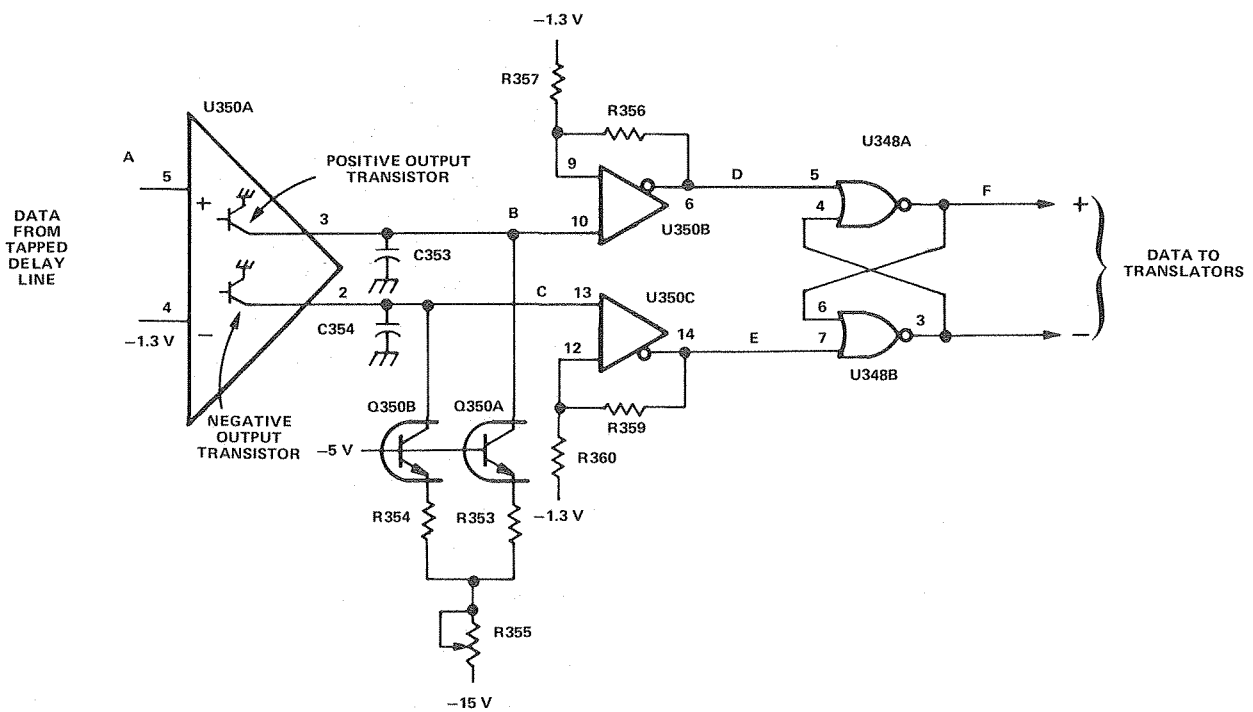 −1.3 V
R357
R356
U350A
U348A
A
5
POSITIVE OUTPUT
TRANSISTOR
9
6
U350B
D
5
4
F
+
DATA
FROM
TAPPED
DELAY
LINE
+
3
B
10
C353
DATA TO
TRANSLATORS
2
C
13
U350C
4
−1.3 V
−
C354
12
14
E
6
7
3
−
U348B
NEGATIVE
OUTPUT
TRANSISTOR
Q350B
Q350A
R359
−5 V
R360
R354
R353
−1.3 V
R355
−15 V